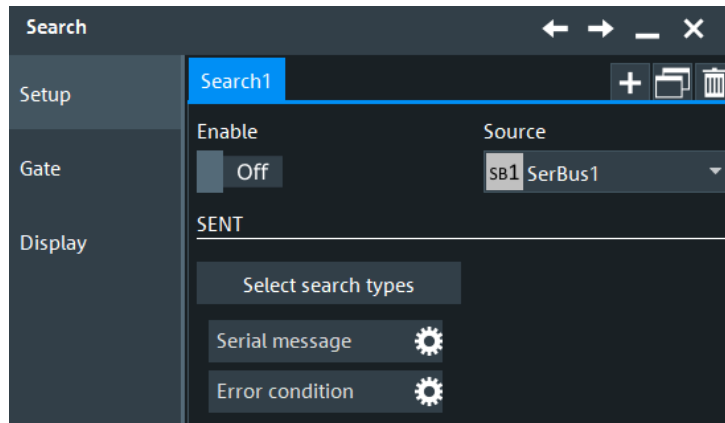 Search
Setup
Gate
Display
Search1
Enable
Off
Source
SB1 SerBus1
SENT
Select search types
Serial message
Error condition